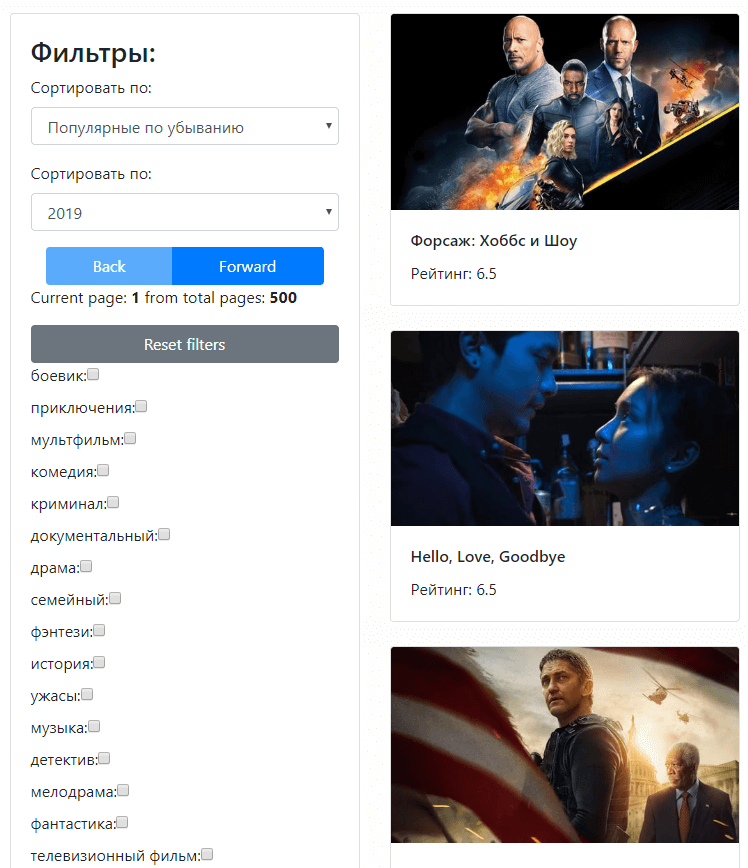 Фильтры:
Сортировать по:
Популярные по убыванию
Сортировать по:
2019
Back
Forward
Current page: 1 from total pages: 500
Reset filters
боевик:
приключения:
мультфильм:
комедия:
криминал:
документальный:
драма:
семейный:
фэнтези:
история:
ужасы:
музыка:
детектив:
мелодрама:
фантастика:
телевизионный фильм:
Форсаж: Хоббс и Шоу
Рейтинг: 6.5
Hello, Love, Goodbye
Рейтинг: 6.5